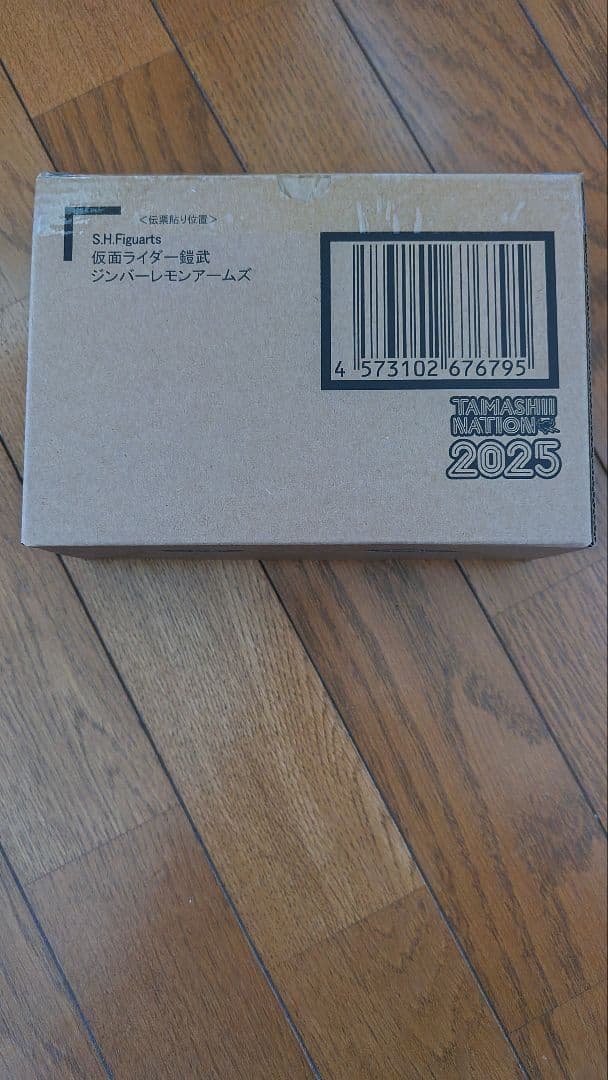 <伝票貼り位置>
S.H.Figuarts
仮面ライダー鎧武
ジンバーレモンアームズ
4 573102 676795
TAMASHII
NATION
2025